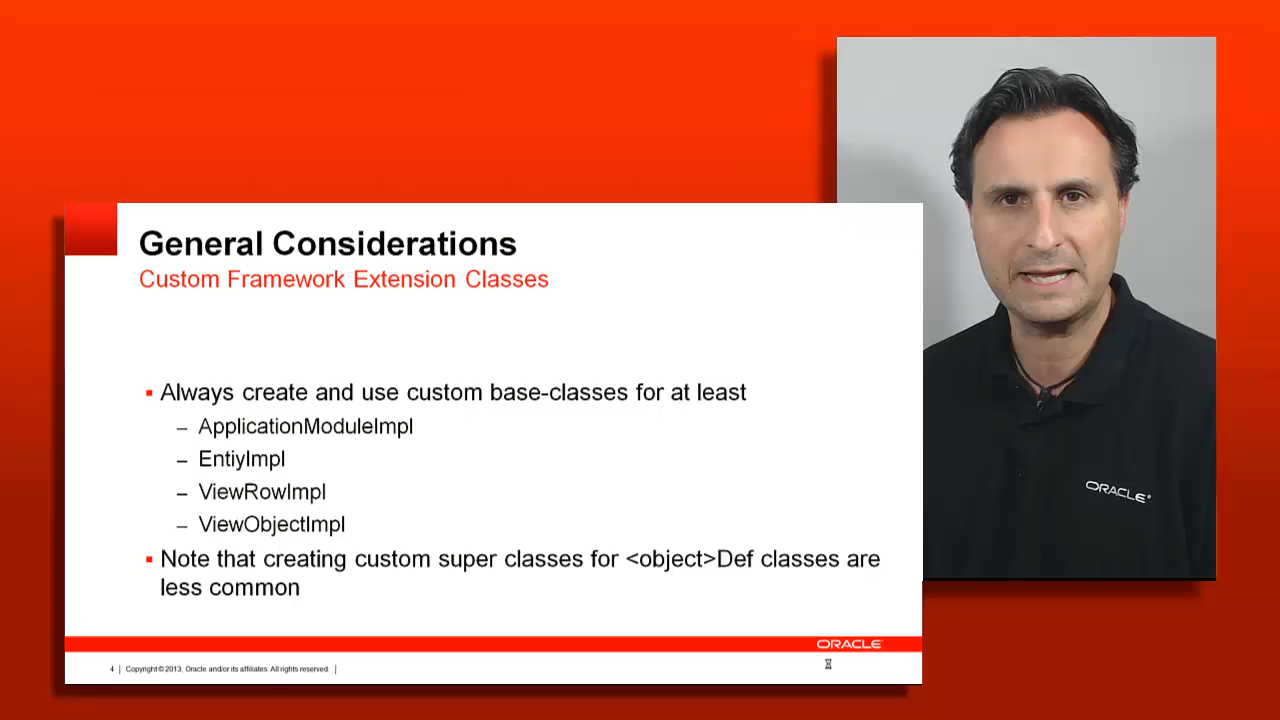 General Considerations
Custom Framework Extension Classes
▪ Always create and use custom base-classes for at least
– ApplicationModuleImpl
– EntiyImpl
– ViewRowImpl
– ViewObjectImpl
▪ Note that creating custom super classes for <object>Def classes are
less common
ORACLE
4 | Copyright © 2013, Oracle and/or its affiliates. All rights reserved. |
ORACLE®